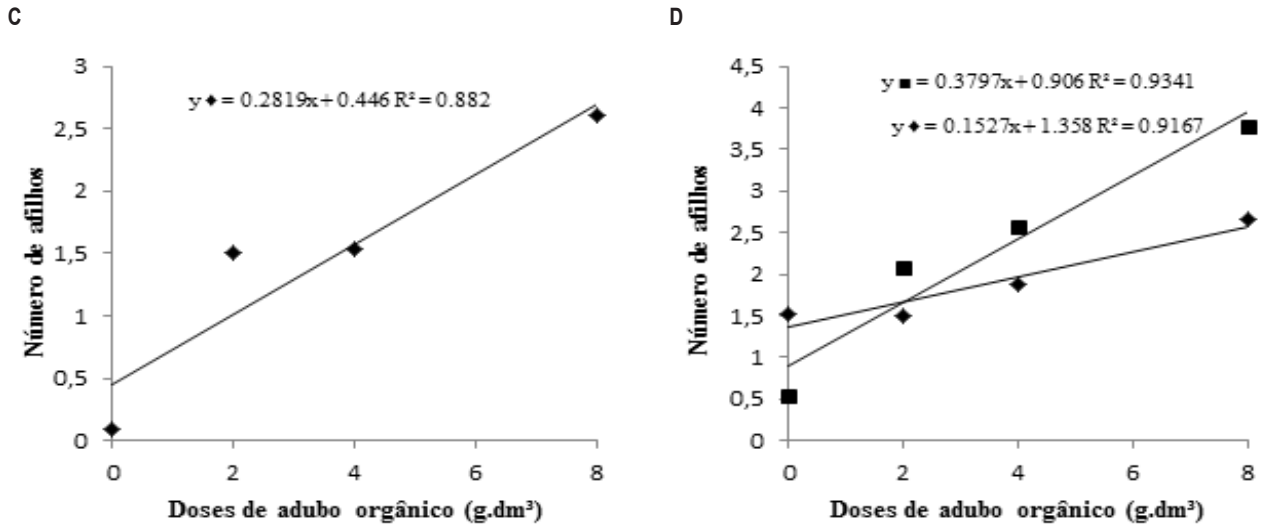 C
3
2,5
2
1,5
1
0,5
0
y ◆ = 0.2819x + 0.446 R² = 0.882
Número de afilhos
0 2 4 6 8
Doses de adubo orgânico (g.dm³)
D
4,5
4
3,5
3
2,5
2
1,5
1
0,5
0
y ■ = 0.3797x + 0.906 R² = 0.9341
y ◆ = 0.1527x + 1.358 R² = 0.9167
Número de afilhos
0 2 4 6 8
Doses de adubo orgânico (g.dm³)